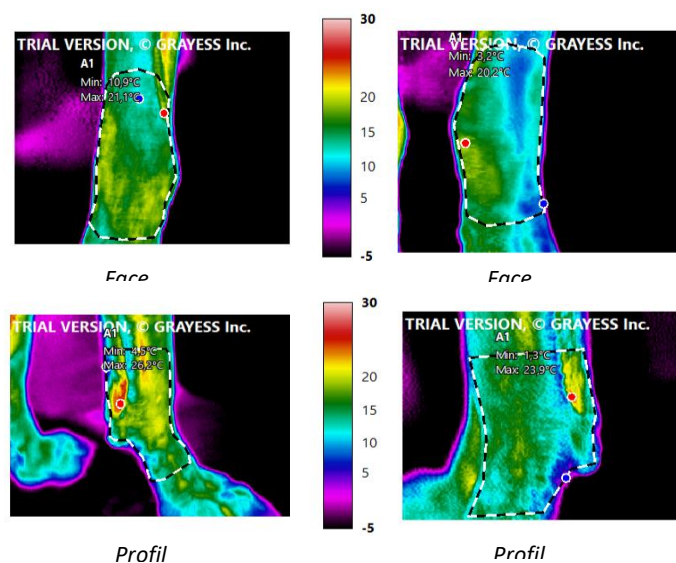 TRIAL VERSION, © GRAYESS Inc.
A1
Min: 10,9°C
Max: 21,1°C
30
20
15
10
5
-5
TRIAL VERSION, © GRAYESS Inc.
A1
Min: 3,2°C
Max: 20,2°C
Face
Face
TRIAL VERSION, © GRAYESS Inc.
A1
Min: 4,5°C
Max: 26,2°C
30
20
15
10
5
-5
TRIAL VERSION, © GRAYESS Inc.
A1
Min: 1,3°C
Max: 23,9°C
Profil
Profil